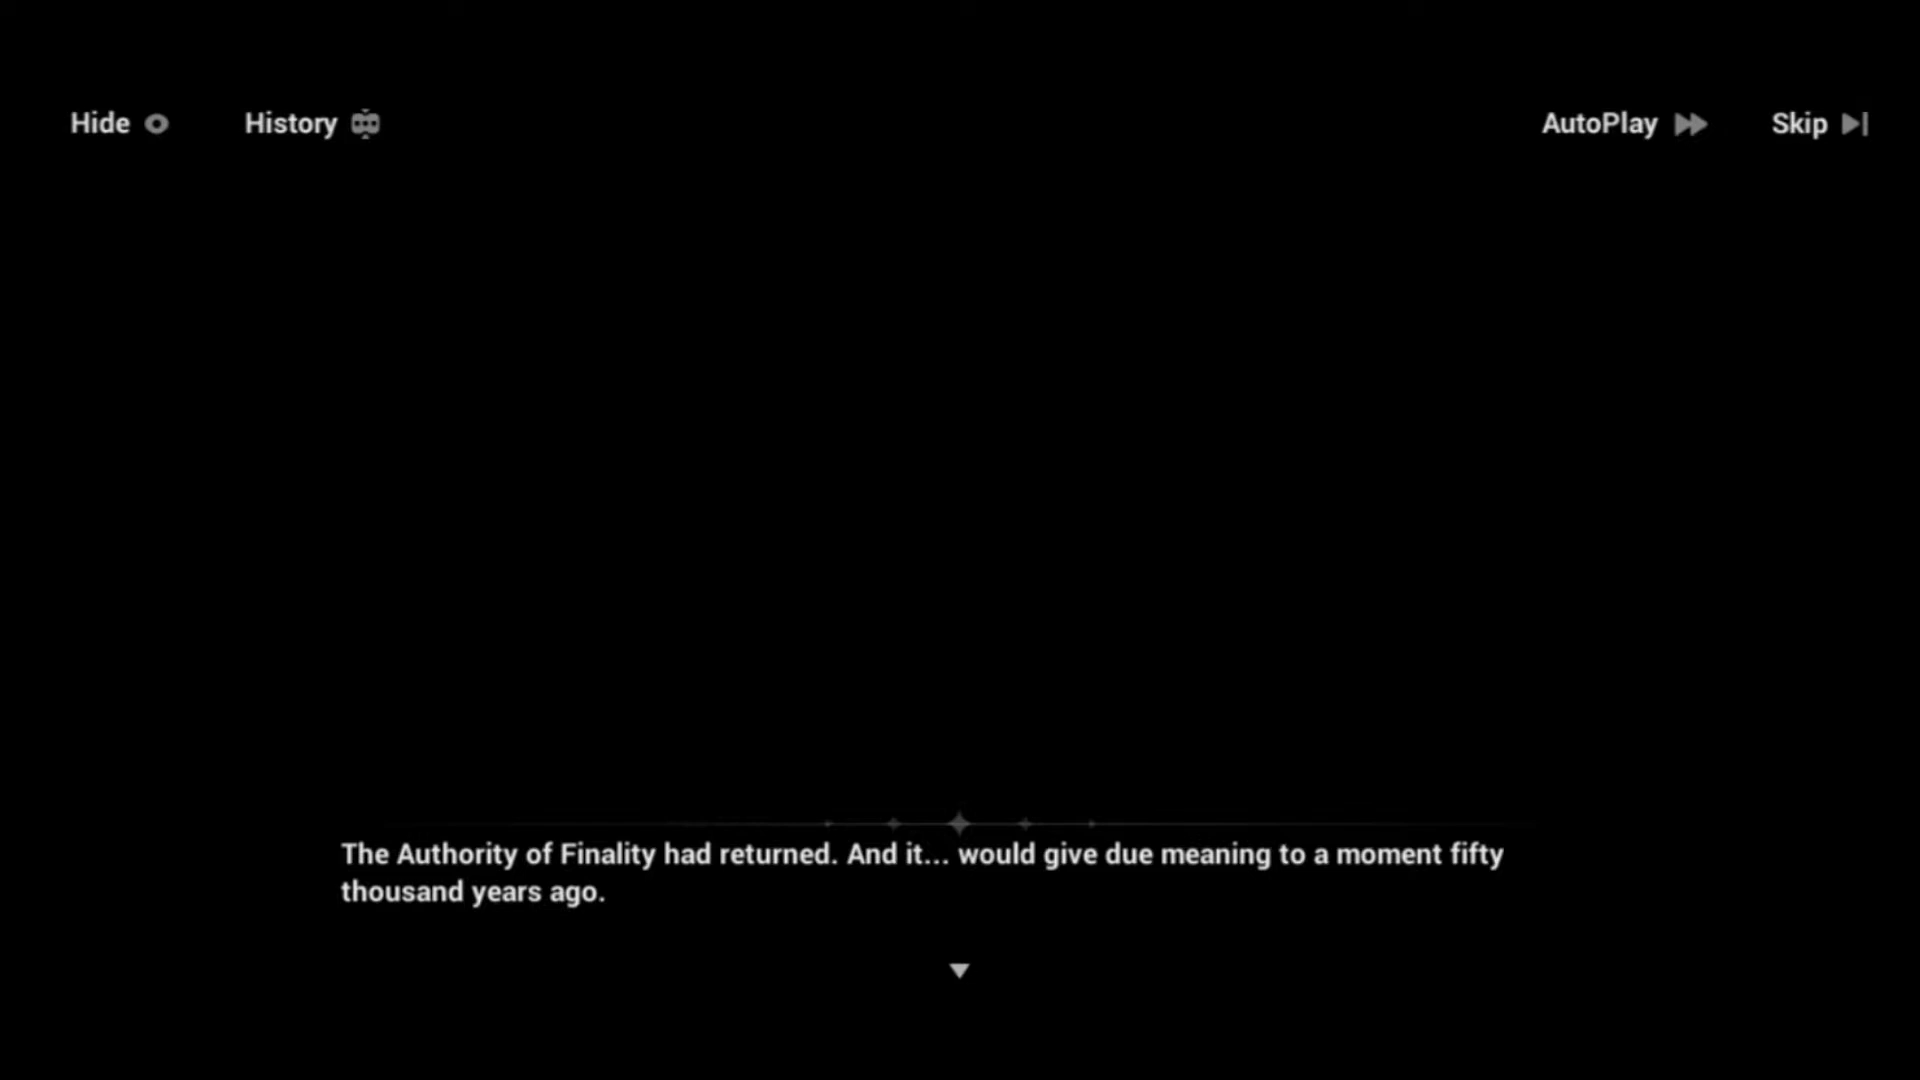 Hide
History
AutoPlay
Skip
The Authority of Finality had returned. And it... would give due meaning to a moment fifty
thousand years ago.